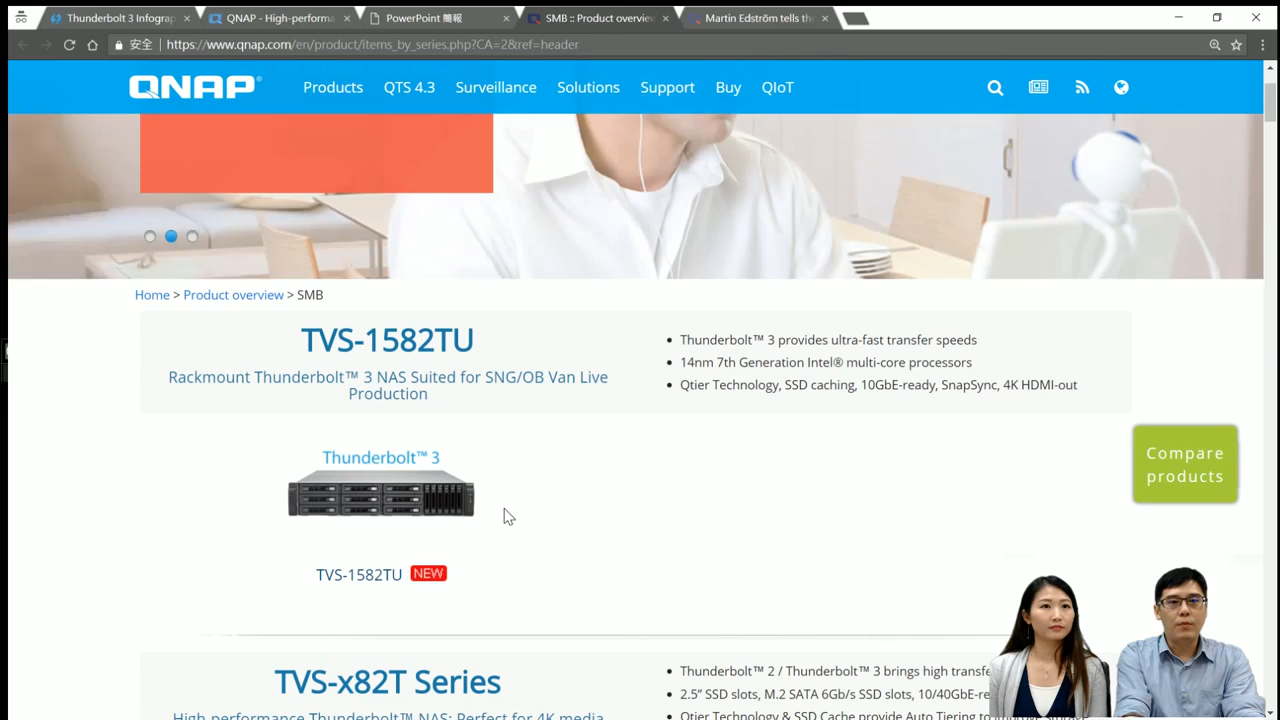 Thunderbolt 3 Infograp
QNAP - High-performa
PowerPoint 簡報
SMB :: Product overview
Martin Edström tells th
安全
https://www.qnap.com/en/product/items_by_series.php?CA=2&ref=header
QNAP®
Products
QTS 4.3
Surveillance
Solutions
Support
Buy
QIoT
Home > Product overview > SMB
TVS-1582TU
Rackmount Thunderbolt™ 3 NAS Suited for SNG/OB Van Live
Production
Thunderbolt™ 3 provides ultra-fast transfer speeds
14nm 7th Generation Intel® multi-core processors
Qtier Technology, SSD caching, 10GbE-ready, SnapSync, 4K HDMI-out
Compare
products
Thunderbolt™ 3
TVS-1582TU NEW
TVS-x82T Series
High-performance Thunderbolt™ NAS: Perfect for 4K media
Thunderbolt™ 2 / Thunderbolt™ 3 brings high transfe
2.5” SSD slots, M.2 SATA 6Gb/s SSD slots, 10/40GbE-re
Qtier Technology & SSD Cache provide Auto Tiering to improve storage